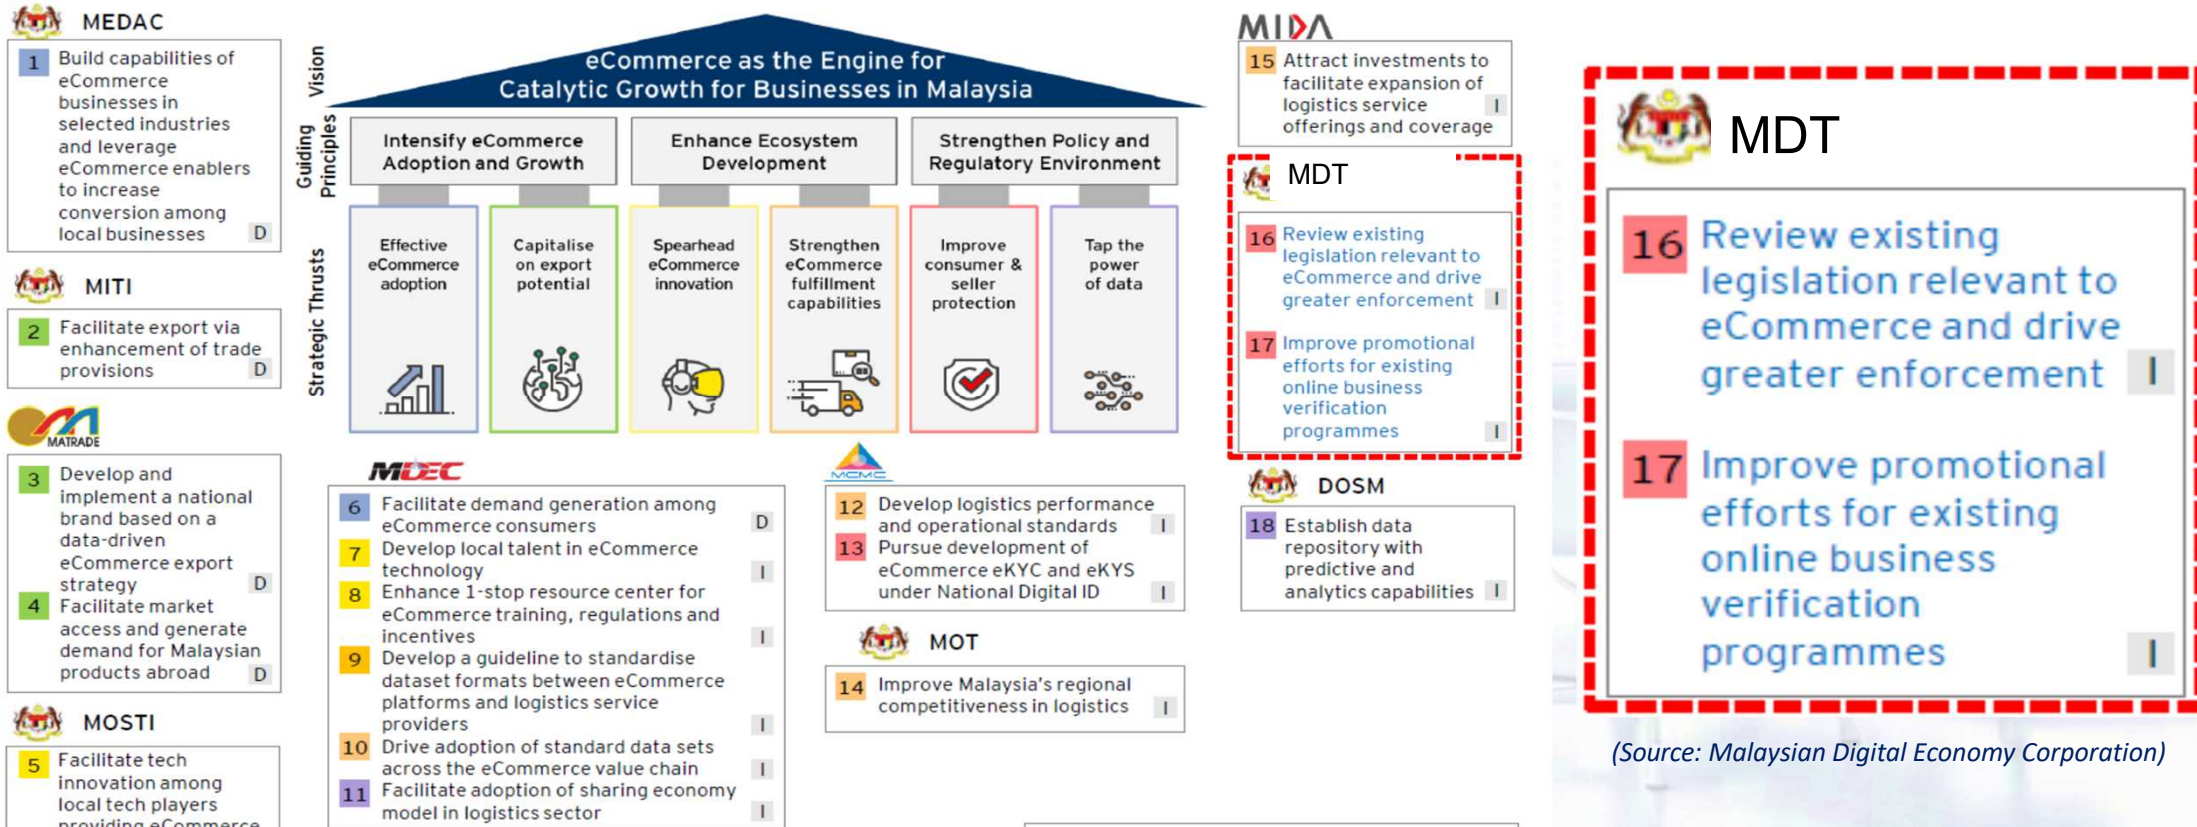 MEDAC
1 Build capabilities of
eCommerce
businesses in
selected industries
and leverage
eCommerce enablers
to increase
conversion among
local businesses D
MITI
2 Facilitate export via
enhancement of trade
provisions D
MATRADE
3 Develop and
implement a national
brand based on a
data-driven
eCommerce export
strategy D
4 Facilitate market
access and generate
demand for Malaysian
products abroad D
MOSTI
5 Facilitate tech
innovation among
local tech players
providing eCommerce
Vision
eCommerce as the Engine for
Catalytic Growth for Businesses in Malaysia
Guiding
Principles
Intensify eCommerce
Adoption and Growth
Enhance Ecosystem
Development
Strengthen Policy and
Regulatory Environment
Strategic Thrusts
Effective
eCommerce
adoption
Capitalise
on export
potential
Spearhead
eCommerce
innovation
Strengthen
eCommerce
fulfillment
capabilities
Improve
consumer &
seller
protection
Tap the
power
of data
MDEC
6 Facilitate demand generation among
eCommerce consumers D
7 Develop local talent in eCommerce
technology I
8 Enhance 1-stop resource center for
eCommerce training, regulations and
incentives I
9 Develop a guideline to standardise
dataset formats between eCommerce
platforms and logistics service
providers I
10 Drive adoption of standard data sets
across the eCommerce value chain I
11 Facilitate adoption of sharing economy
model in logistics sector I
MCMC
12 Develop logistics performance
and operational standards I
13 Pursue development of
eCommerce eKYC and eKYS
under National Digital ID I
MOT
14 Improve Malaysia's regional
competitiveness in logistics I
MIDA
15 Attract investments to
facilitate expansion of
logistics service I
offerings and coverage
MDT
16 Review existing
legislation relevant to
eCommerce and drive
greater enforcement I
17 Improve promotional
efforts for existing
online business
verification
programmes I
DOSM
18 Establish data
repository with
predictive and
analytics capabilities I
MDT
16 Review existing
legislation relevant to
eCommerce and drive
greater enforcement I
17 Improve promotional
efforts for existing
online business
verification
programmes I
(Source: Malaysian Digital Economy Corporation)